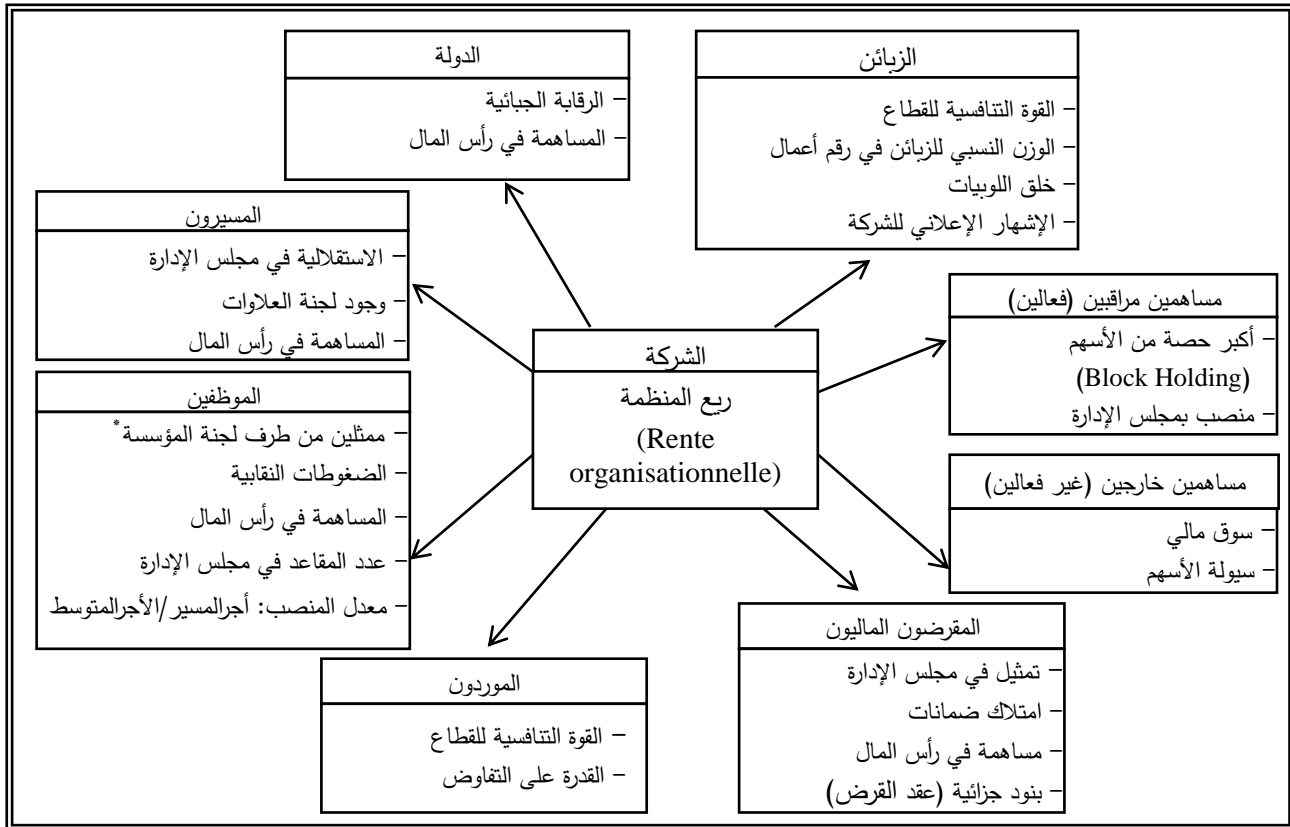 الدولة
– الرقابة الجبائية
– المساهمة في رأس المال
الزبائن
– القوة التنافسية للقطاع
– الوزن النسبي للزبائن في رقم أعمال
– خلق اللوبيات
– الإشهار الإعلاني للشركة
المسيرون
– الاستقلالية في مجلس الإدارة
– وجود لجنة العلاوات
– المساهمة في رأس المال
مساهمين مراقبين (فعالين)
– أكبر حصة من الأسهم
(Block Holding)
– منصب بمجلس الإدارة
الشركة
ريع المنظمة
(Rente
organisationnelle)
الموظفين
– ممثلين من طرف لجنة المؤسسة*
– الضغوطات النقابية
– المساهمة في رأس المال
– عدد المقاعد في مجلس الإدارة
– معدل المنصب: أجرالمسير/الأجرالمتوسط
مساهمين خارجين (غير فعالين)
– سوق مالي
– سيولة الأسهم
المقرضون الماليون
– تمثيل في مجلس الإدارة
– امتلاك ضمانات
– مساهمة في رأس المال
– بنود جزائية (عقد القرض)
الموردون
– القوة التنافسية للقطاع
– القدرة على التفاوض